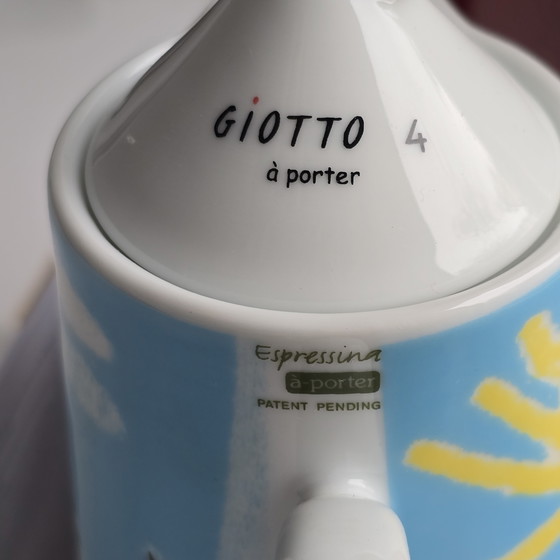 GiOTTO 4
à porter
Espressina
à-porter
PATENT PENDING